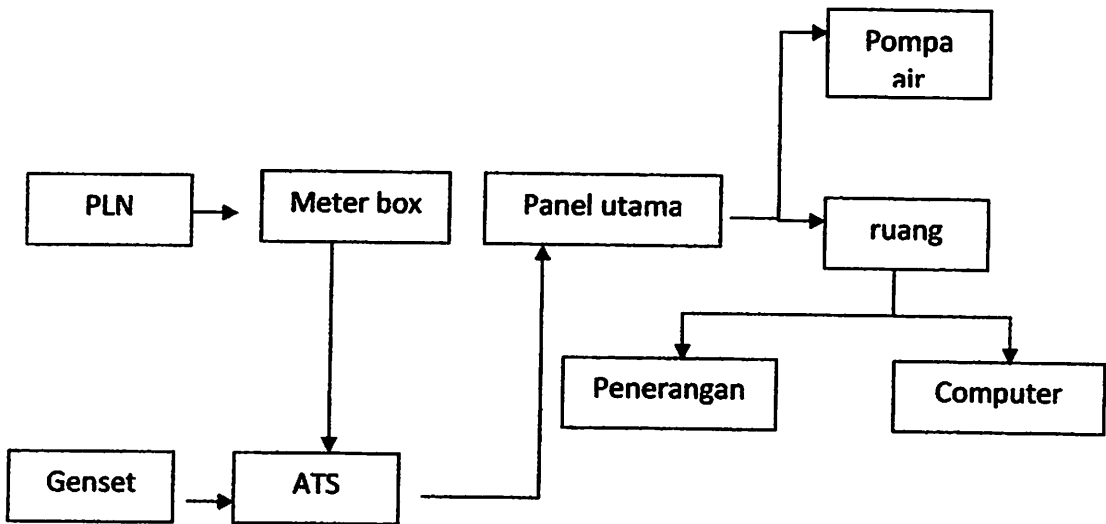 Pompa
air
PLN
Meter box
Panel utama
ruang
Penerangan
Computer
Genset
ATS